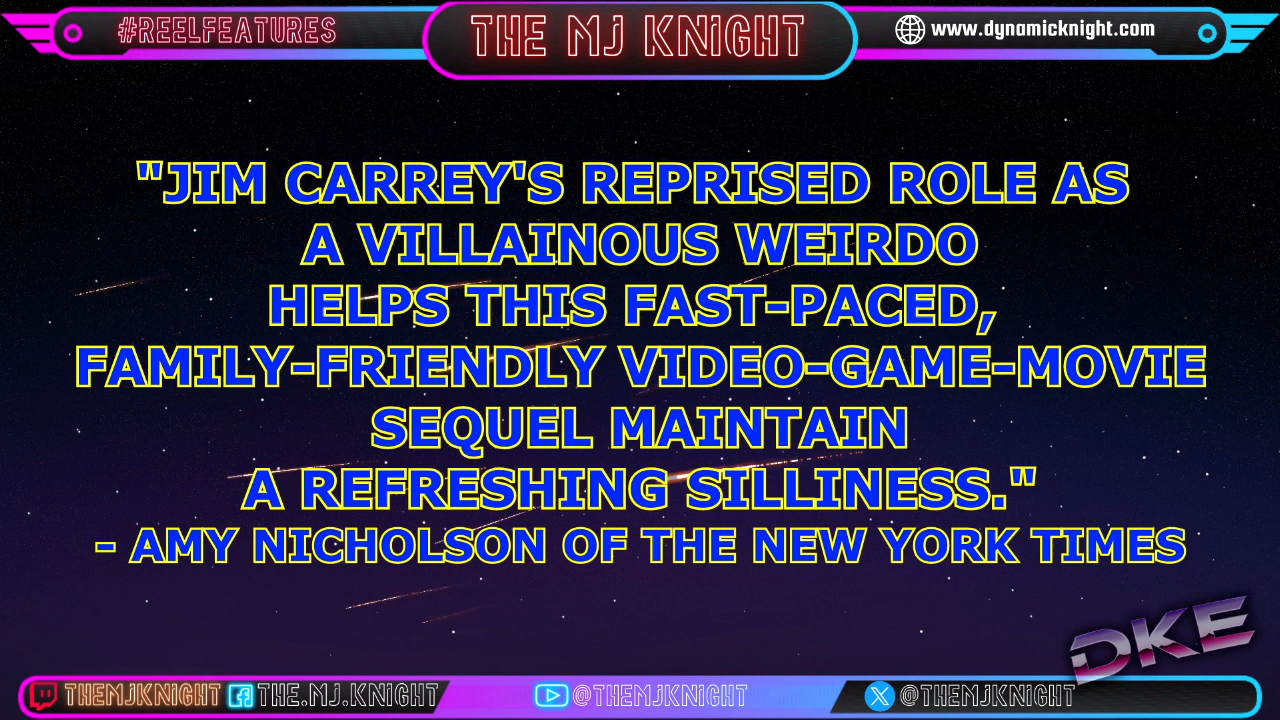 #REELFEATURES
THE MJ KNIGHT
www.dynamicknight.com
"JIM CARREY'S REPRISED ROLE AS
A VILLAINOUS WEIRDO
HELPS THIS FAST-PACED,
FAMILY-FRIENDLY VIDEO-GAME-MOVIE
SEQUEL MAINTAIN
A REFRESHING SILLINESS."
- AMY NICHOLSON OF THE NEW YORK TIMES
DKE
THEMJKNIGHT
THE.MJ.KNIGHT
@THEMJKNIGHT
@THEMJKNIGHT